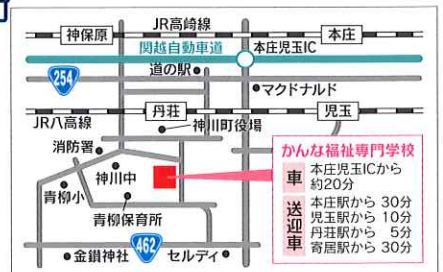 JR高崎線
神保原
本庄
関越自動車道
本庄児玉IC
道の駅
254
マクドナルド
丹荘
児玉
JR八高線
神川町役場
消防署
神川中
青柳小
青柳保育所
かんな福祉専門学校
車 本庄児玉ICから
約20分
送迎車
本庄駅から 30分
児玉駅から 10分
丹荘駅から 5分
寄居駅から 30分
462
金鑚神社
セルディ